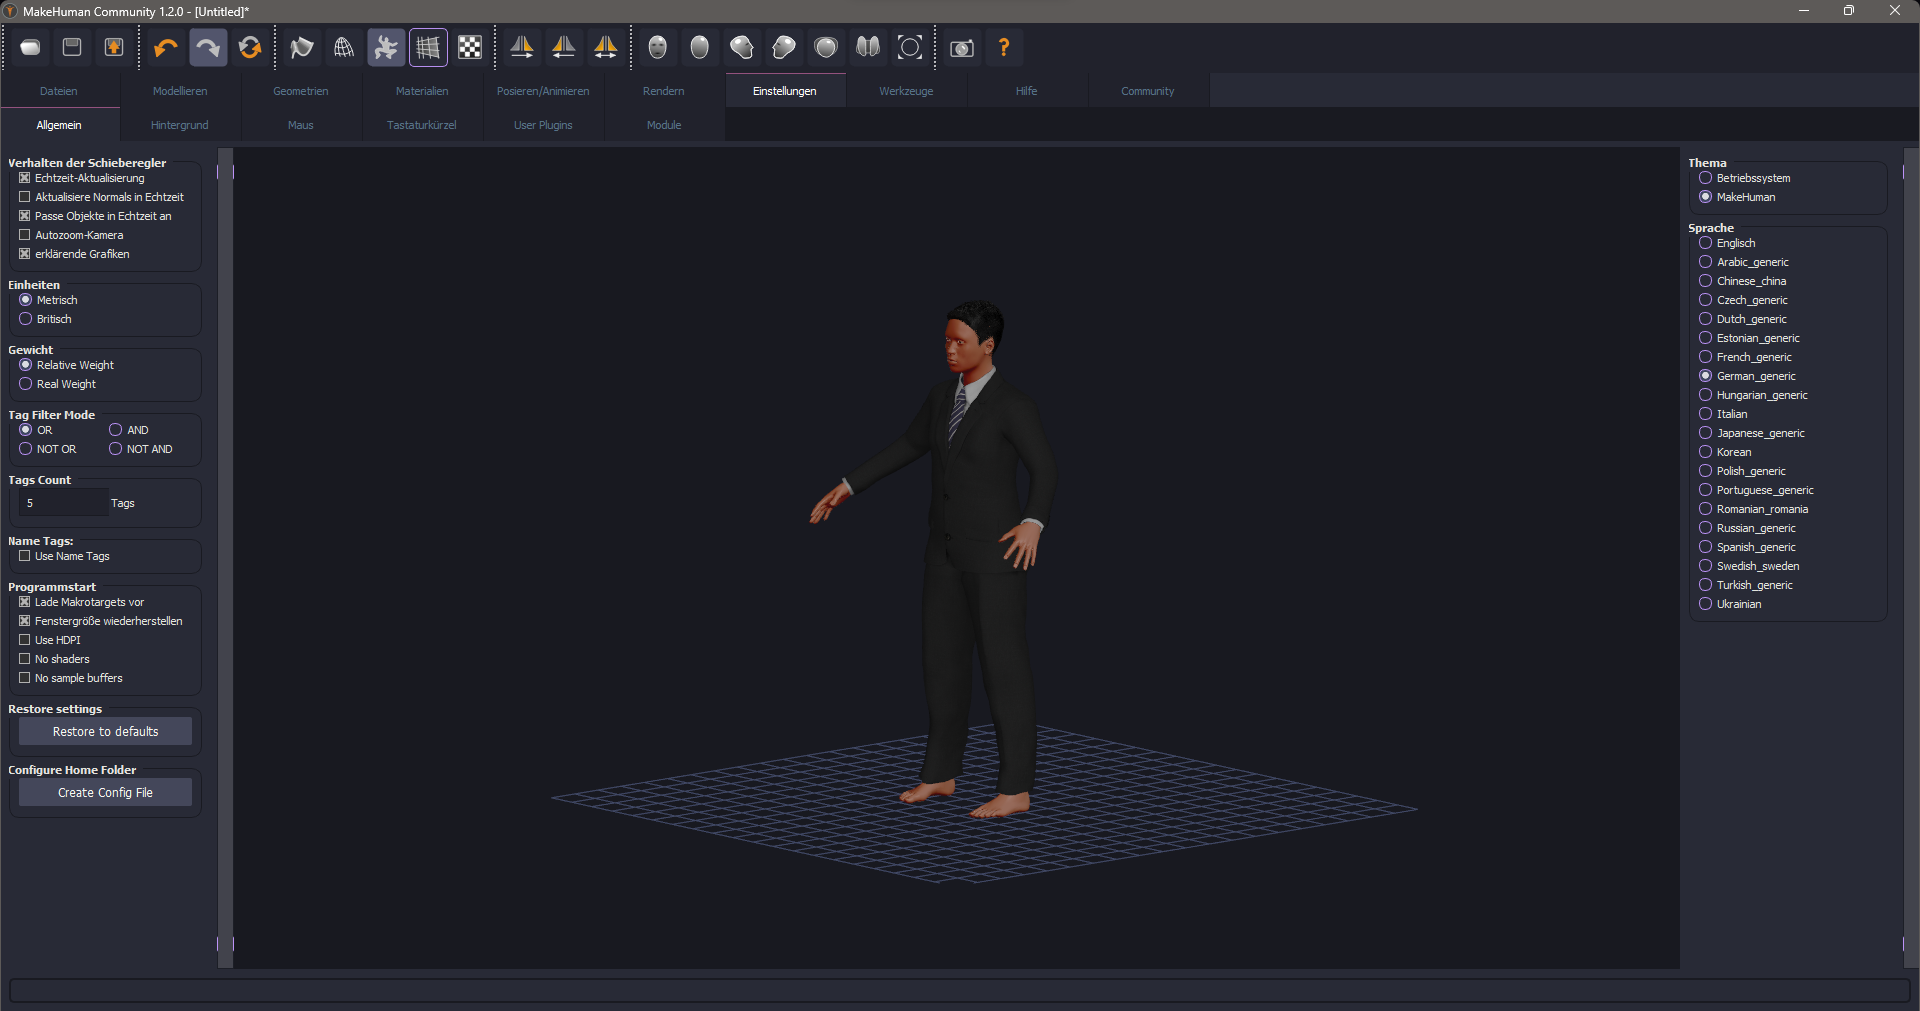 MakeHuman Community 1.2.0 - [Untitled]*
?
Dateien Modellieren Geometrien Materialien Posieren/Animieren Rendern Einstellungen Werkzeuge Hilfe Community
Allgemein Hintergrund Maus Tastaturkürzel User Plugins Module
Verhalten der Schieberegler
Echtzeit-Aktualisierung
Aktualisiere Normals in Echtzeit
Passe Objekte in Echtzeit an
Autozoom-Kamera
erklärende Grafiken
Einheiten
Metrisch
Britisch
Gewicht
Relative Weight
Real Weight
Tag Filter Mode
OR AND
NOT OR NOT AND
Tags Count
5 Tags
Name Tags:
Use Name Tags
Programmstart
Lade Makrotargets vor
Fenstergröße wiederherstellen
Use HDPI
No shaders
No sample buffers
Restore settings
Restore to defaults
Configure Home Folder
Create Config File
Thema
Betriebssystem
MakeHuman
Sprache
Englisch
Arabic_generic
Chinese_china
Czech_generic
Dutch_generic
Estonian_generic
French_generic
German_generic
Hungarian_generic
Italian
Japanese_generic
Korean
Polish_generic
Portuguese_generic
Romanian_romania
Russian_generic
Spanish_generic
Swedish_sweden
Turkish_generic
Ukrainian